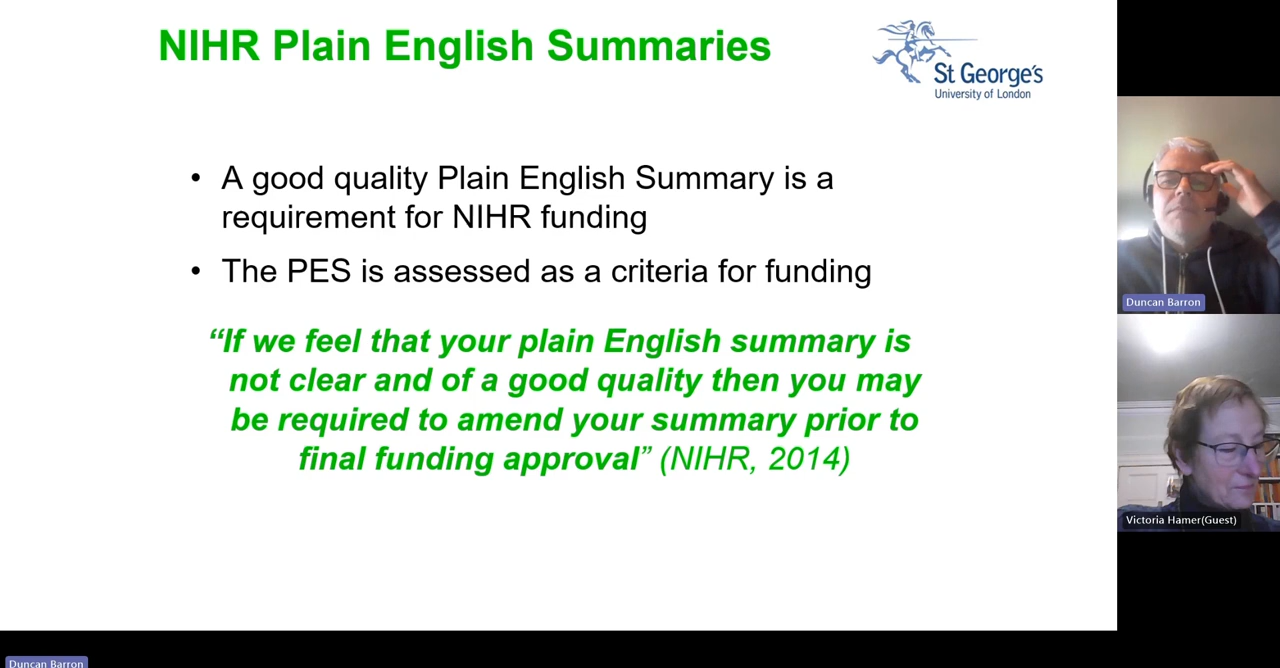 NIHR Plain English Summaries
St George's
University of London
• A good quality Plain English Summary is a
requirement for NIHR funding
• The PES is assessed as a criteria for funding
“If we feel that your plain English summary is
not clear and of a good quality then you may
be required to amend your summary prior to
final funding approval” (NIHR, 2014)
Duncan Barron
Victoria Hamer(Guest)
Duncan Barron